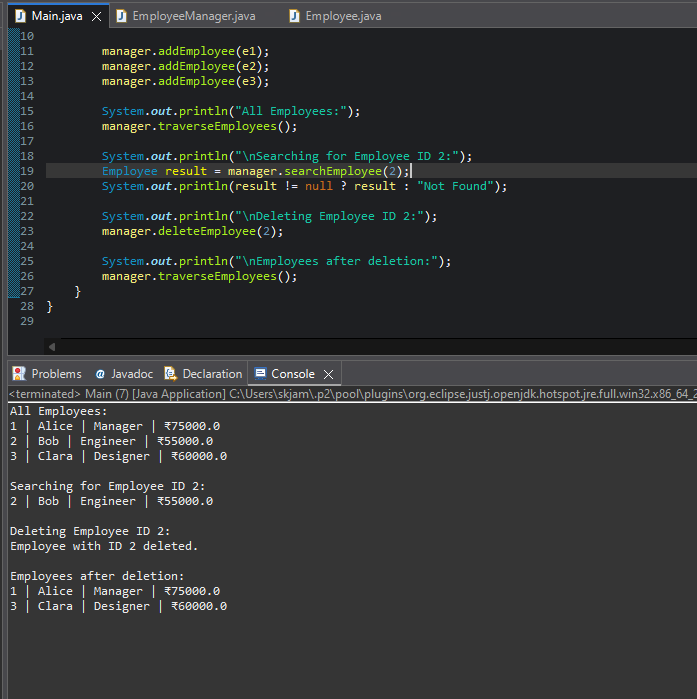 Main.java EmployeeManager.java Employee.java
10
11 manager.addEmployee(e1);
12 manager.addEmployee(e2);
13 manager.addEmployee(e3);
14
15 System.out.println("All Employees:");
16 manager.traverseEmployees();
17
18 System.out.println("\nSearching for Employee ID 2:");
19 Employee result = manager.searchEmployee(2);
20 System.out.println(result != null ? result : "Not Found");
21
22 System.out.println("\nDeleting Employee ID 2:");
23 manager.deleteEmployee(2);
24
25 System.out.println("\nEmployees after deletion:");
26 manager.traverseEmployees();
27 }
28 }
29
Problems @ Javadoc Declaration Console
<terminated> Main (7) [Java Application] C:\Users\skjam\.p2\pool\plugins\org.eclipse.justj.openjdk.hotspot.jre.full.win32.x86_64_2
All Employees:
1 | Alice | Manager | ₹75000.0
2 | Bob | Engineer | ₹55000.0
3 | Clara | Designer | ₹60000.0
Searching for Employee ID 2:
2 | Bob | Engineer | ₹55000.0
Deleting Employee ID 2:
Employee with ID 2 deleted.
Employees after deletion:
1 | Alice | Manager | ₹75000.0
3 | Clara | Designer | ₹60000.0